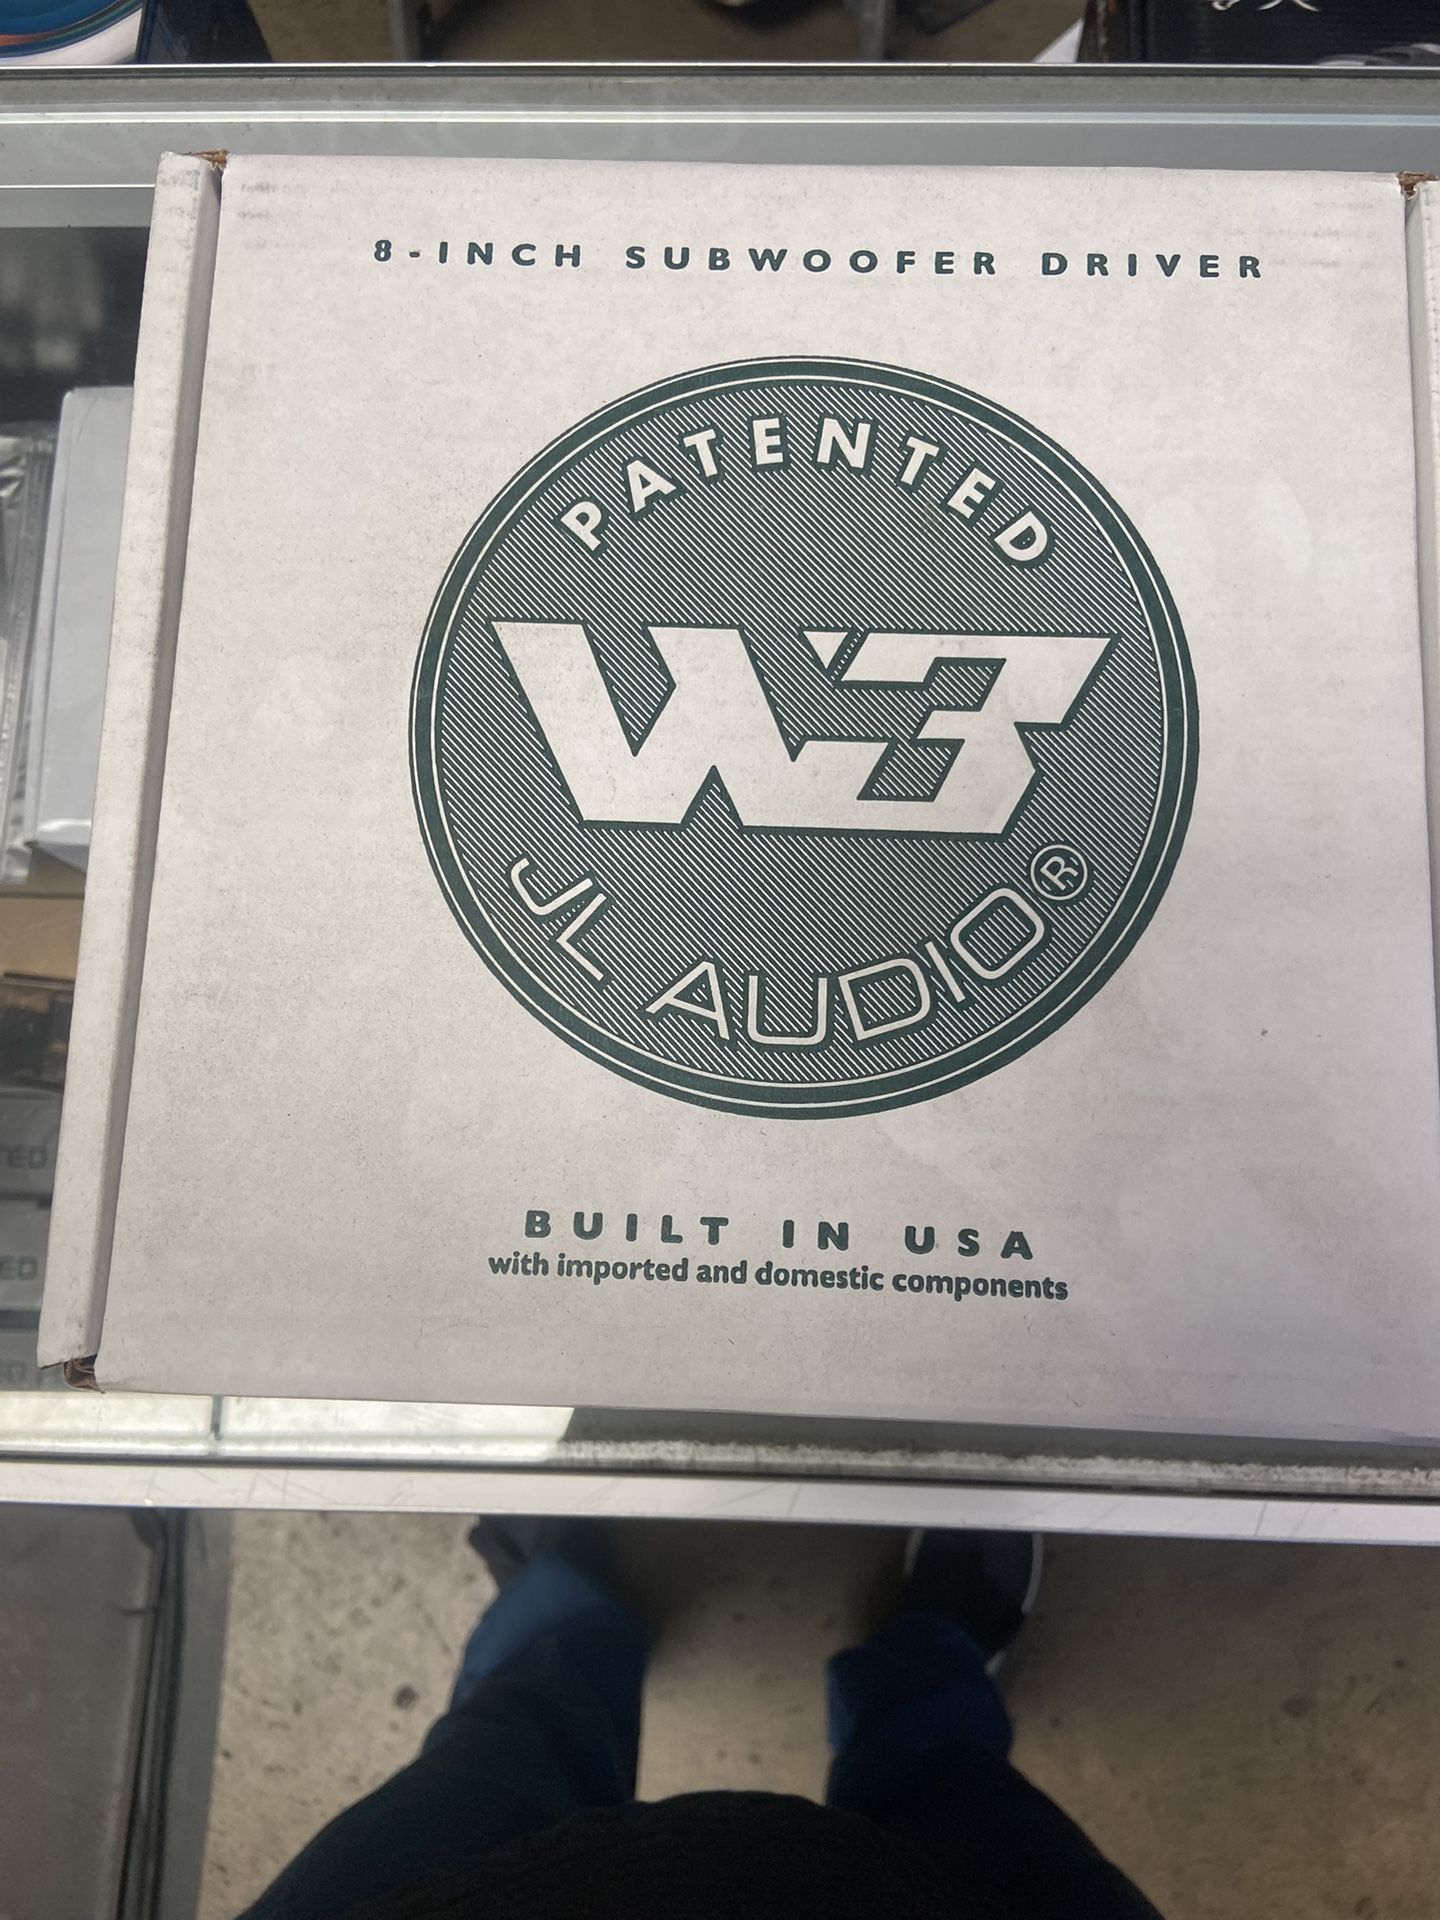 8-INCH SUBWOOFER DRIVER
PATENTED
W3
JL AUDIO®
BUILT IN USA
with imported and domestic components